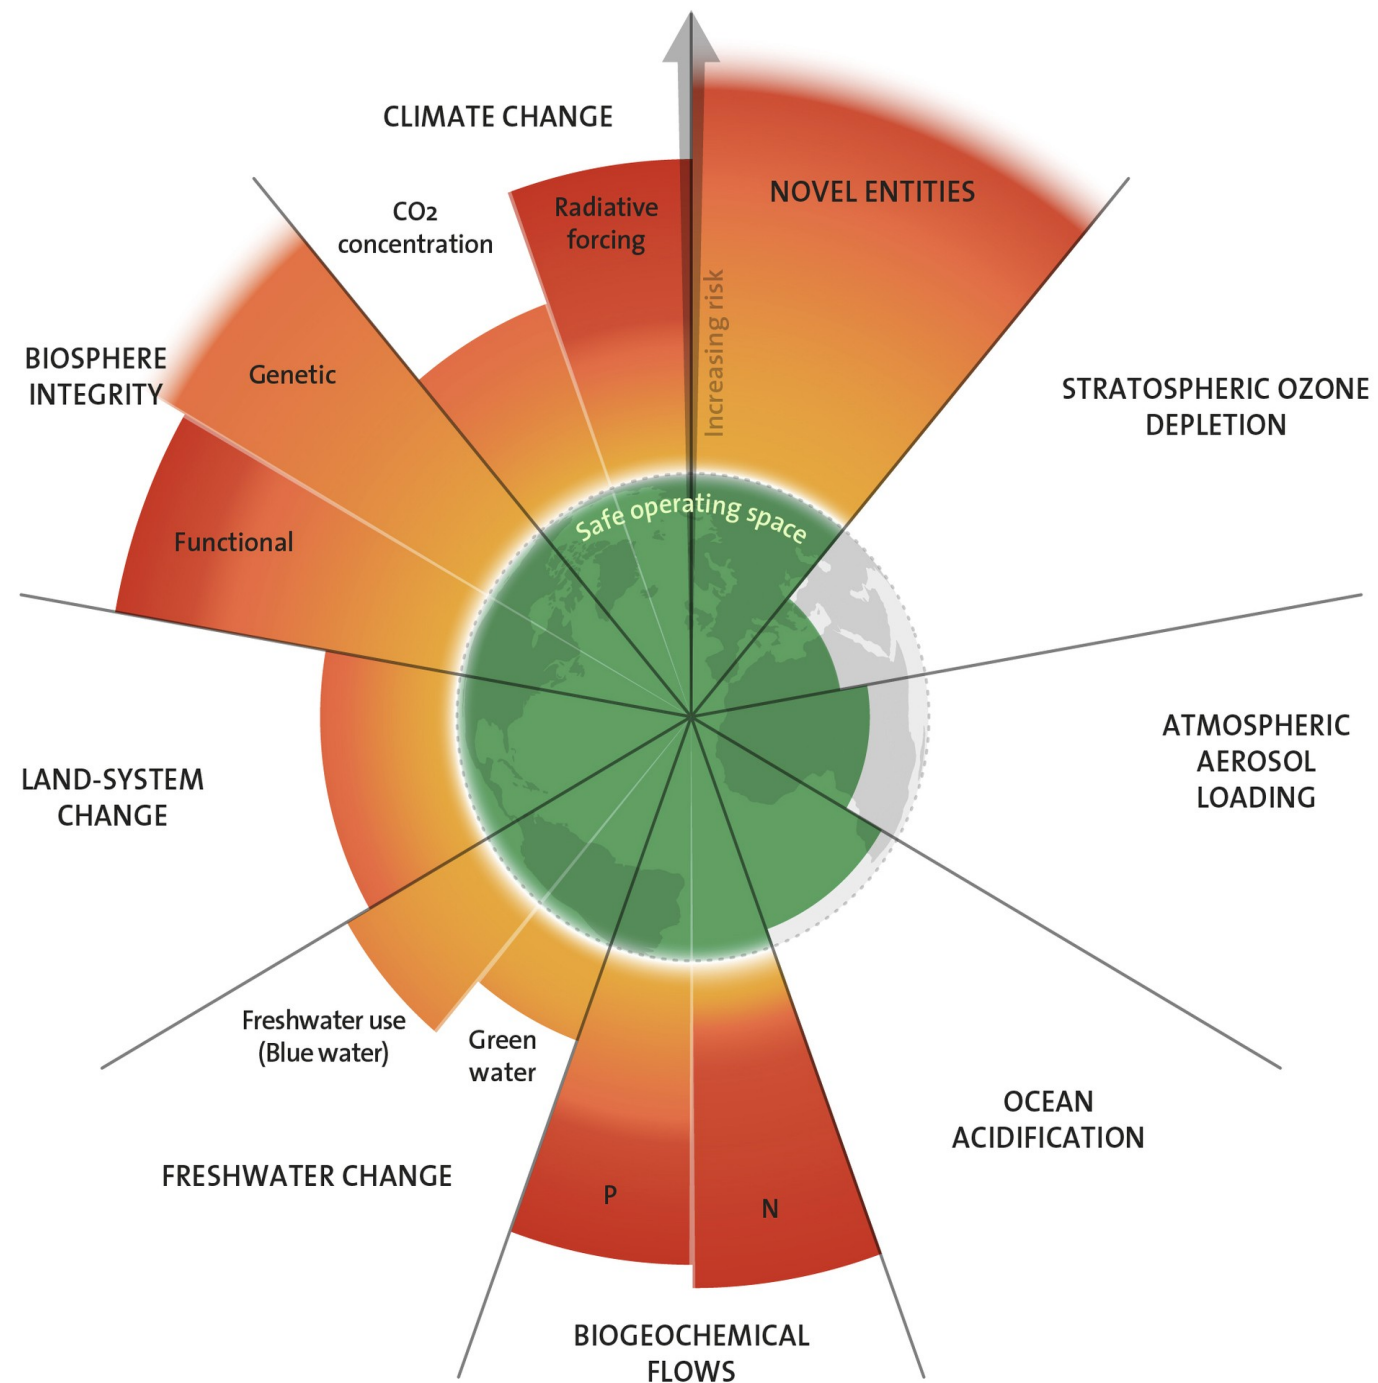 CLIMATE CHANGE
CO2
concentration
Radiative
forcing
NOVEL ENTITIES
Increasing risk
STRATOSPHERIC OZONE
DEPLETION
BIOSPHERE
INTEGRITY
Genetic
Functional
Safe operating space
ATMOSPHERIC
AEROSOL
LOADING
LAND-SYSTEM
CHANGE
Freshwater use
(Blue water)
Green
water
FRESHWATER CHANGE
OCEAN
ACIDIFICATION
P
N
BIOGEOCHEMICAL
FLOWS